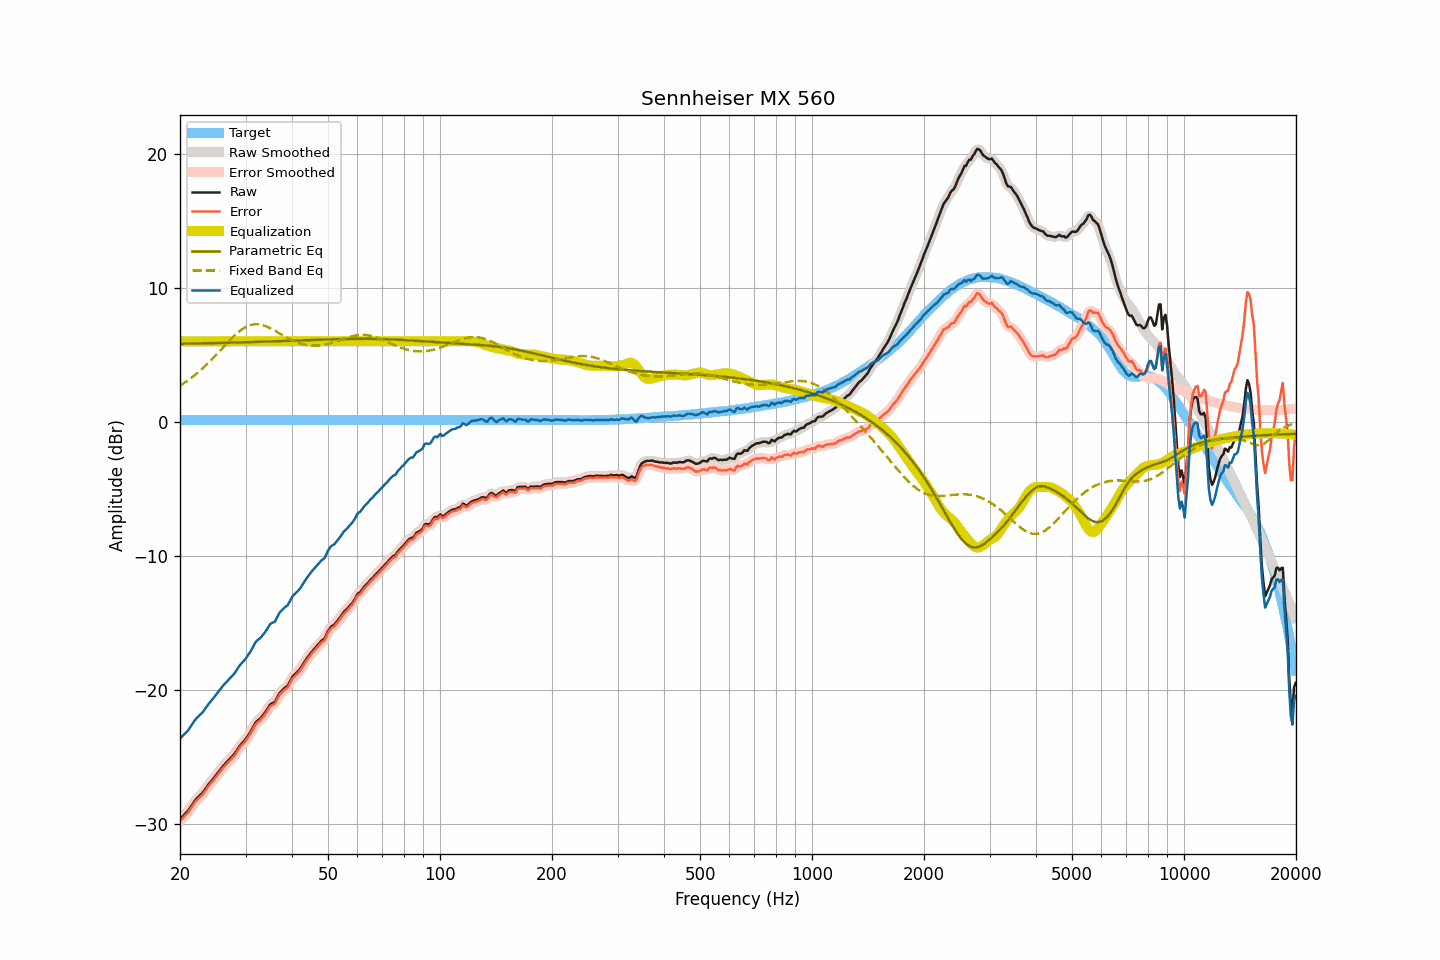 Sennheiser MX 560
Target
Raw Smoothed
Error Smoothed
Raw
Error
Equalization
Parametric Eq
Fixed Band Eq
Equalized
20
10
0
−10
−20
−30
Amplitude (dBr)
20 50 100 200 500 1000 2000 5000 10000 20000
Frequency (Hz)